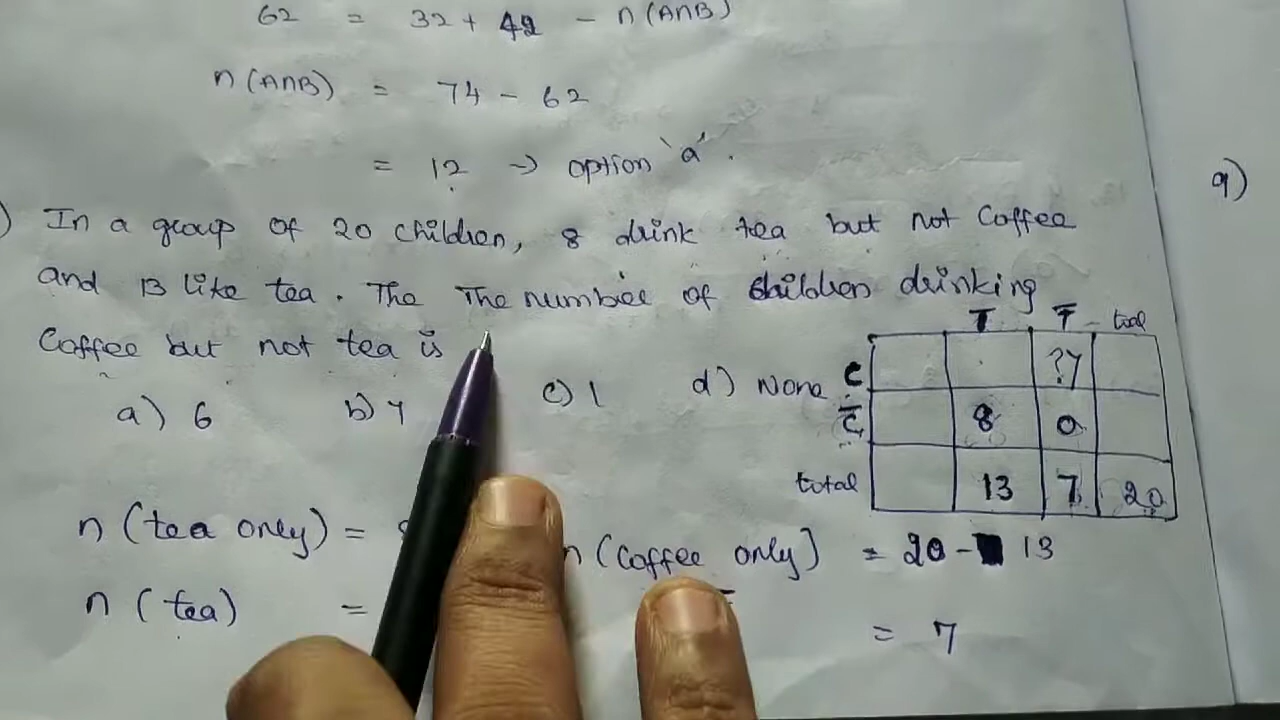 62 = 32 + 42 - n(A∩B)
n(A∩B) = 74 - 62
= 12 → option 'a'.
9)
) In a group of 20 children, 8 drink tea but not Coffee
and 13 like tea. The The number of children drinking
Coffee but not tea is
a) 6 b) 7 c) 1 d) None
T T̅ total
C ?7
C̅ 8 0
total 13 7 20
n (tea only) = n (Coffee only) = 20 - 13
n (tea) = = 7